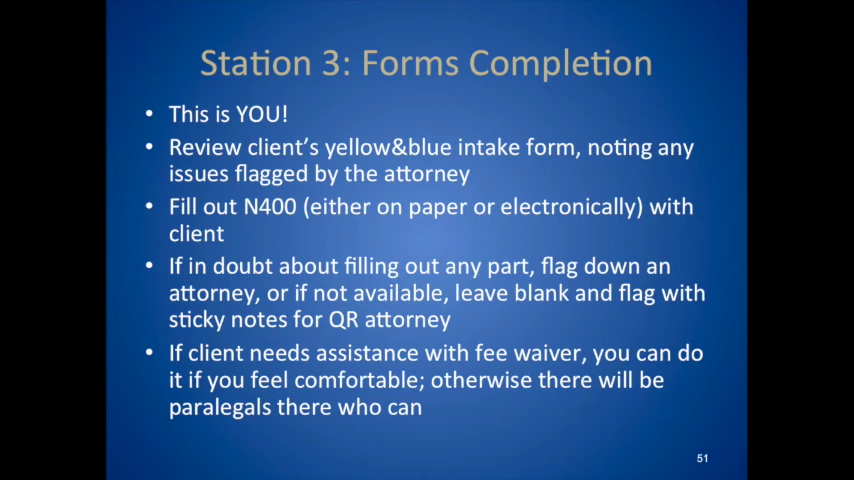 Station 3: Forms Completion
• This is YOU!
• Review client's yellow&blue intake form, noting any
issues flagged by the attorney
• Fill out N400 (either on paper or electronically) with
client
• If in doubt about filling out any part, flag down an
attorney, or if not available, leave blank and flag with
sticky notes for QR attorney
• If client needs assistance with fee waiver, you can do
it if you feel comfortable; otherwise there will be
paralegals there who can
51